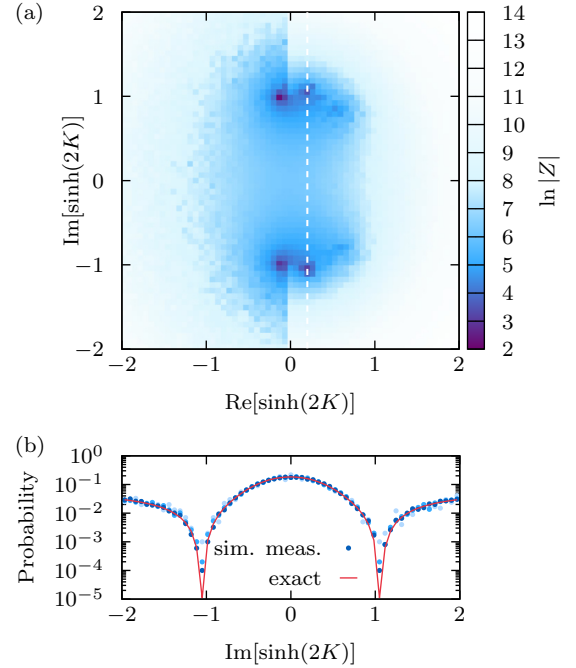 (a)
2
1
0
−1
−2
Im[sinh(2K)]
−2 −1 0 1 2
Re[sinh(2K)]
14
13
12
11
10
9
8
7
6
5
4
3
2
ln |Z|
(b)
10^0
10^-1
10^-2
10^-3
10^-4
10^-5
Probability
sim. meas.
exact
−2 −1 0 1 2
Im[sinh(2K)]